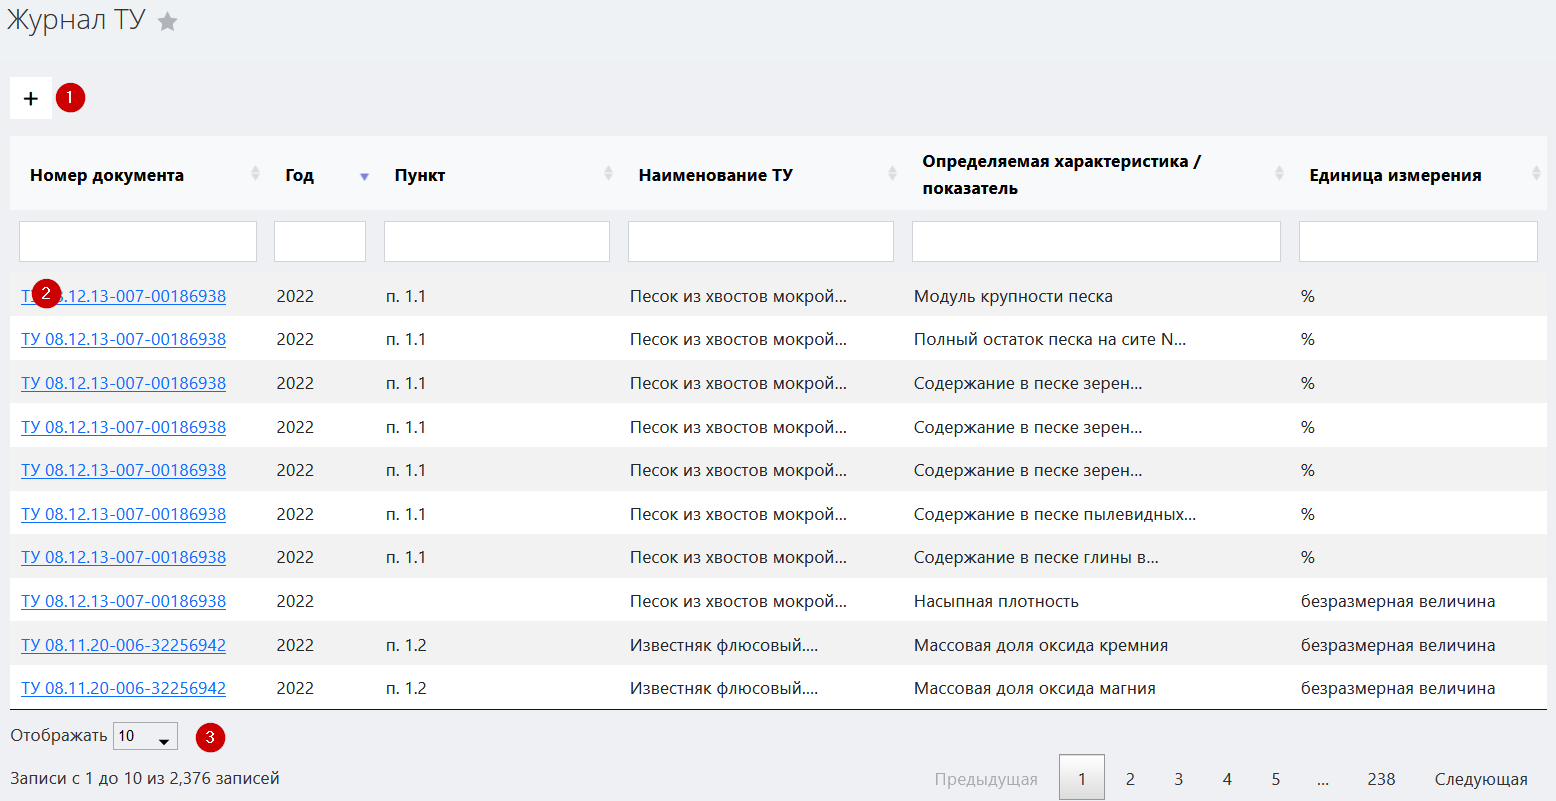 Журнал ТУ
+ 1
Номер документа Год Пункт Наименование ТУ Определяемая характеристика / показатель Единица измерения
2 ТУ 08.12.13-007-00186938 2022 п. 1.1 Песок из хвостов мокрой... Модуль крупности песка %
ТУ 08.12.13-007-00186938 2022 п. 1.1 Песок из хвостов мокрой... Полный остаток песка на сите N... %
ТУ 08.12.13-007-00186938 2022 п. 1.1 Песок из хвостов мокрой... Содержание в песке зерен... %
ТУ 08.12.13-007-00186938 2022 п. 1.1 Песок из хвостов мокрой... Содержание в песке зерен... %
ТУ 08.12.13-007-00186938 2022 п. 1.1 Песок из хвостов мокрой... Содержание в песке зерен... %
ТУ 08.12.13-007-00186938 2022 п. 1.1 Песок из хвостов мокрой... Содержание в песке пылевидных... %
ТУ 08.12.13-007-00186938 2022 п. 1.1 Песок из хвостов мокрой... Содержание в песке глины в... %
ТУ 08.12.13-007-00186938 2022 Песок из хвостов мокрой... Насыпная плотность безразмерная величина
ТУ 08.11.20-006-32256942 2022 п. 1.2 Известняк флюсовый.... Массовая доля оксида кремния безразмерная величина
ТУ 08.11.20-006-32256942 2022 п. 1.2 Известняк флюсовый.... Массовая доля оксида магния безразмерная величина
Отображать 10 3
Записи с 1 до 10 из 2,376 записей Предыдущая 1 2 3 4 5 ... 238 Следующая